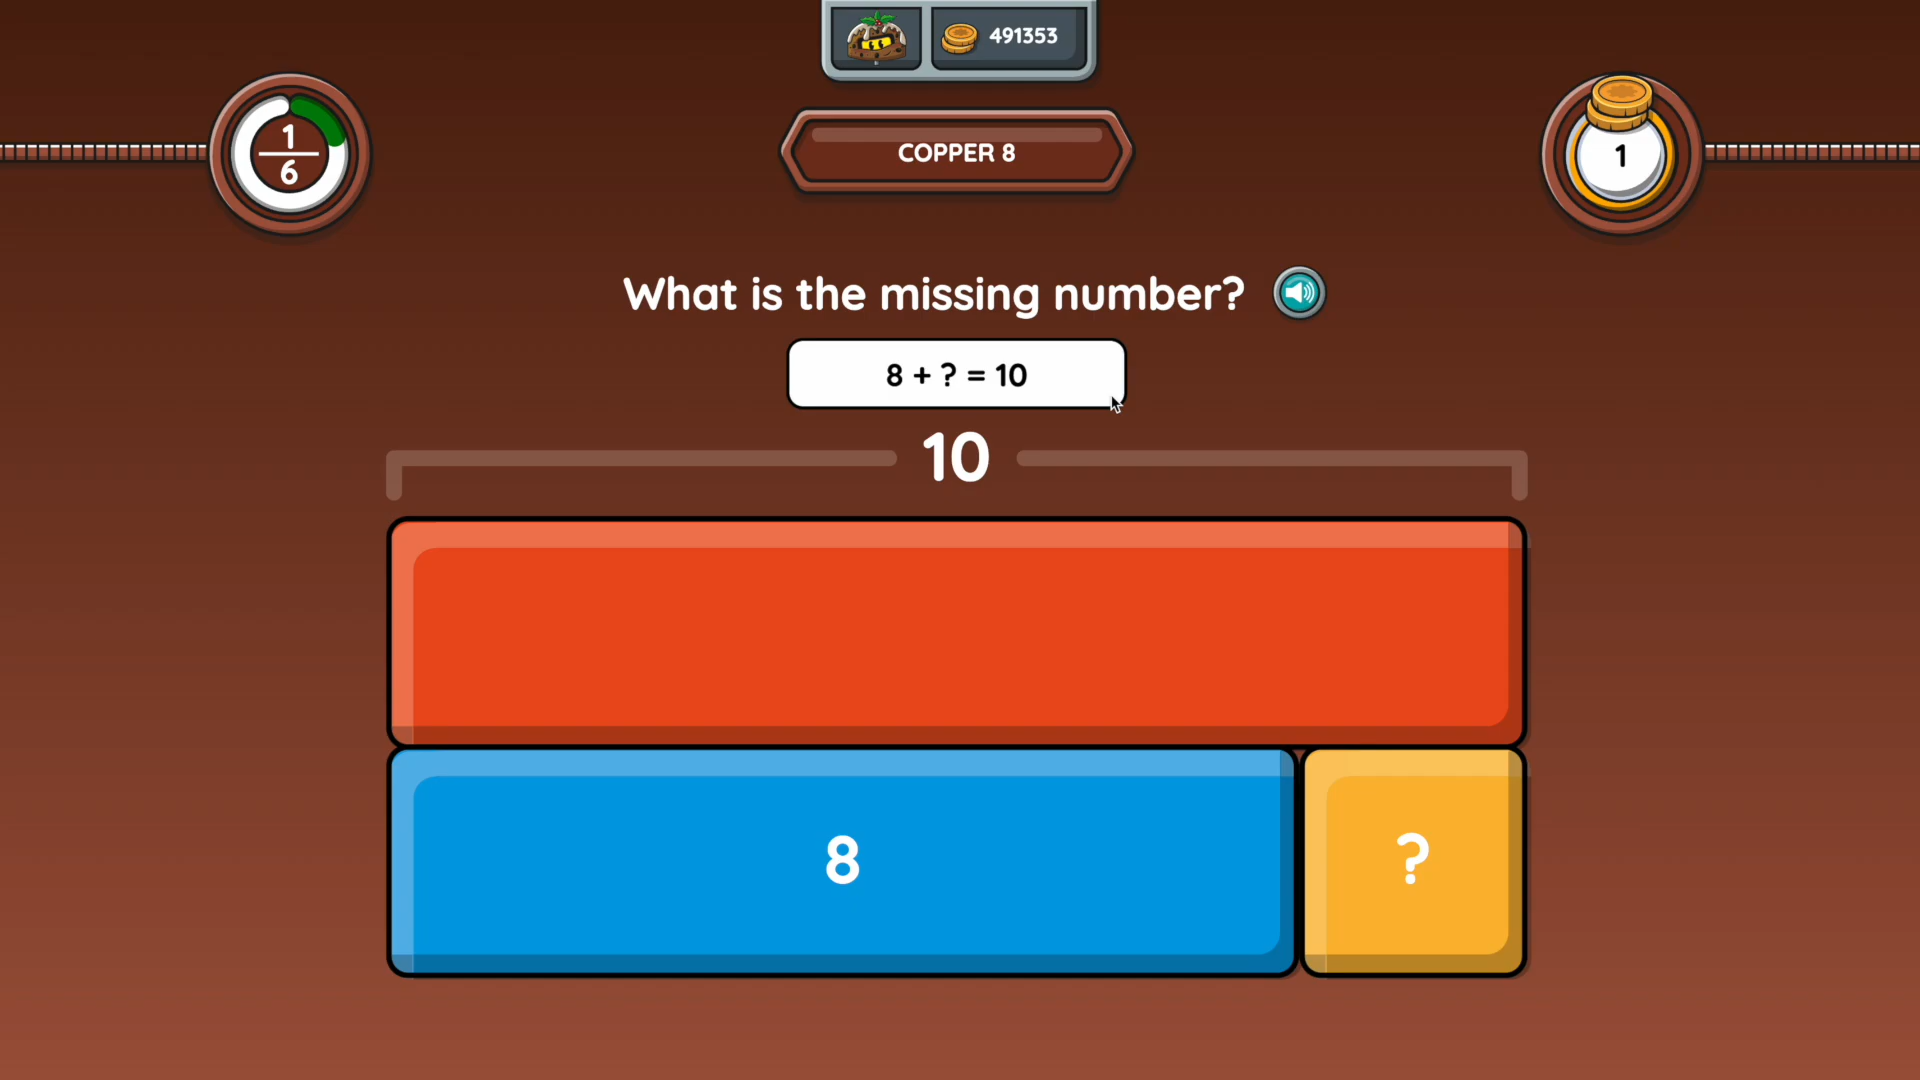 491353
1
6
COPPER 8
1
What is the missing number?
8 + ? = 10
10
8
?